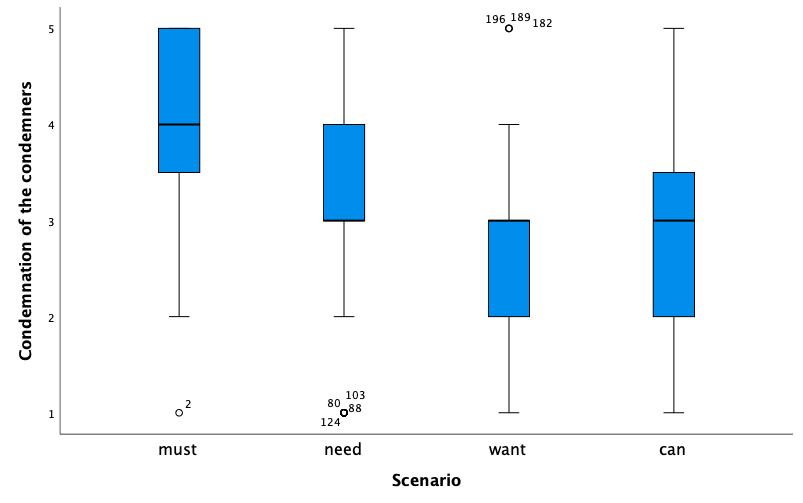 Condemnation of the condemners
5
4
3
2
1
196 189 182
2
103
80 88
124
must need want can
Scenario